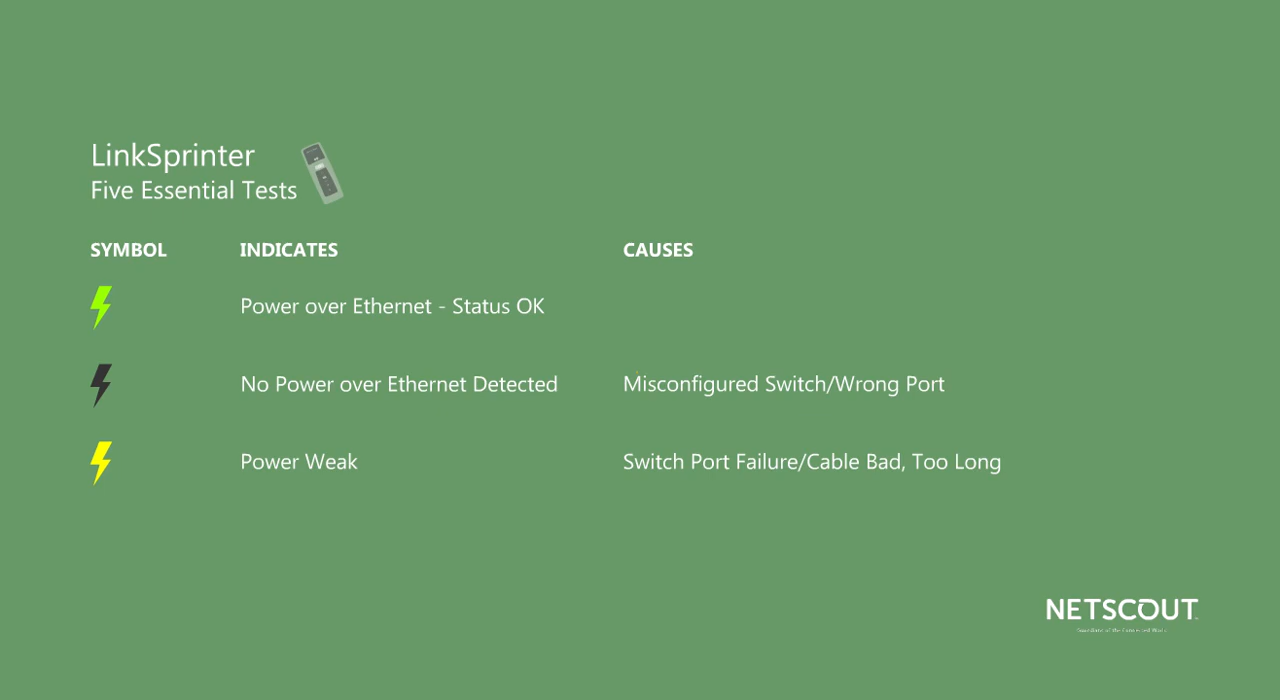 LinkSprinter
Five Essential Tests
SYMBOL INDICATES CAUSES
Power over Ethernet - Status OK
No Power over Ethernet Detected Misconfigured Switch/Wrong Port
Power Weak Switch Port Failure/Cable Bad, Too Long
NETSCOUT